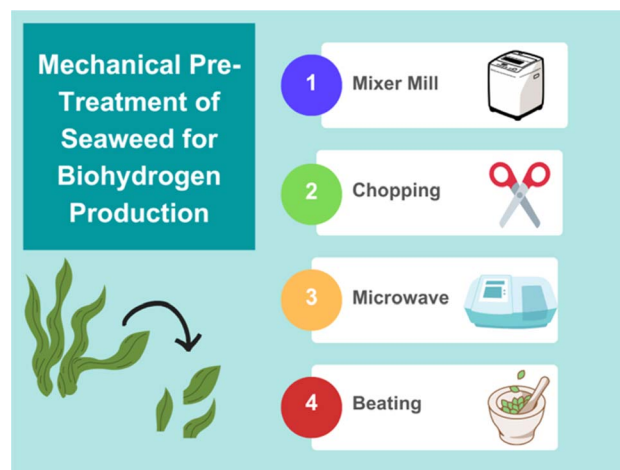 Mechanical Pre-
Treatment of
Seaweed for
Biohydrogen
Production
1 Mixer Mill
2 Chopping
3 Microwave
4 Beating